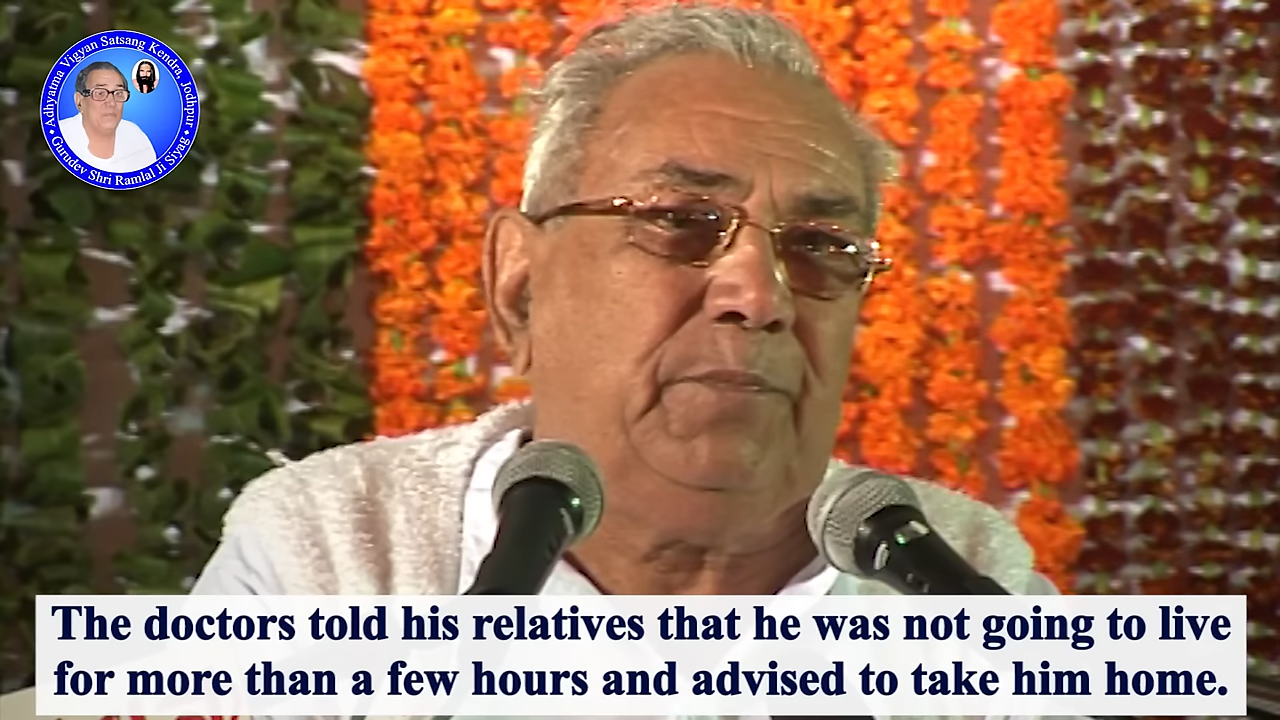 Adhyatma Vigyan Satsang Kendra, Jodhpur
• Gurudev Shri Ramlal Ji Siyag •
The doctors told his relatives that he was not going to live
for more than a few hours and advised to take him home.